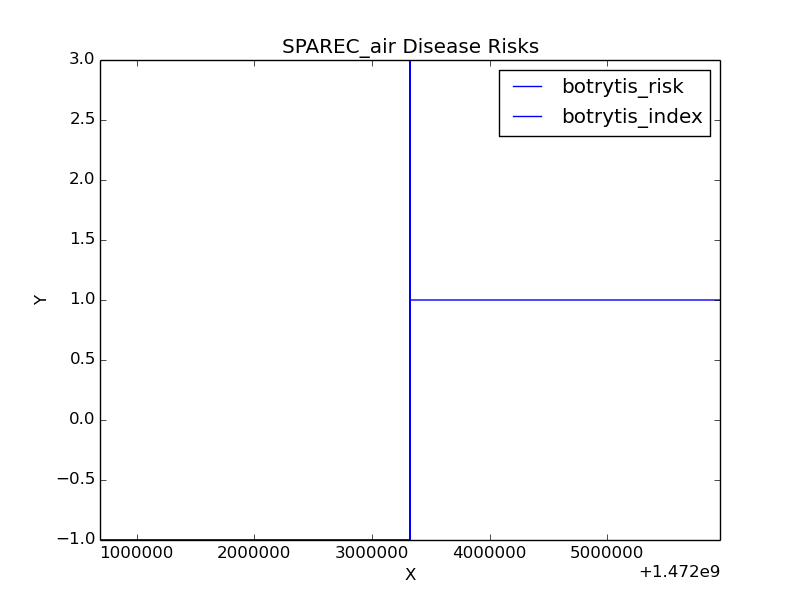 SPAREC_air Disease Risks
3.0
2.5
2.0
1.5
1.0
0.5
0.0
−0.5
−1.0
Y
botrytis_risk
botrytis_index
1000000 2000000 3000000 4000000 5000000
+1.472e9
X